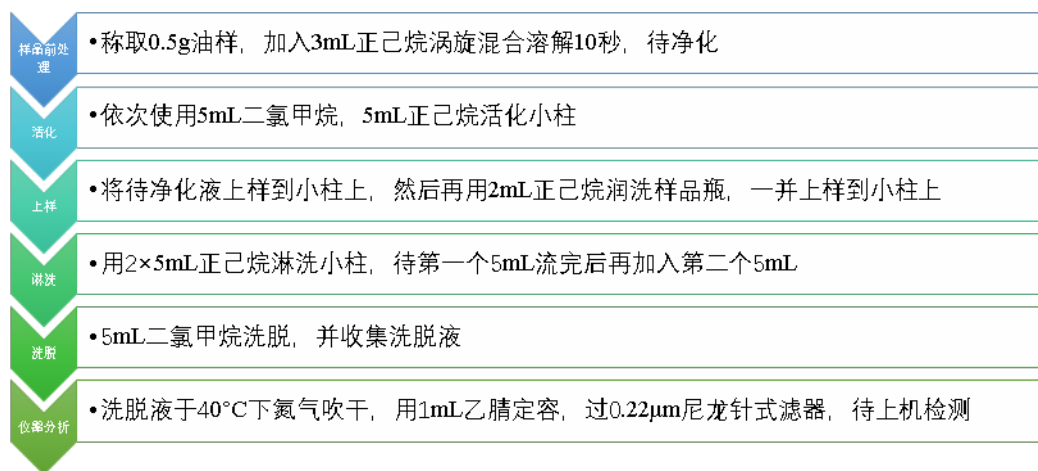 样品前处
理
•称取0.5g油样，加入3mL正己烷涡旋混合溶解10秒，待净化
活化
•依次使用5mL二氯甲烷，5mL正己烷活化小柱
上样
•将待净化液上样到小柱上，然后再用2mL正己烷润洗样品瓶，一并上样到小柱上
淋洗
•用2×5mL正己烷淋洗小柱，待第一个5mL流完后再加入第二个5mL
洗脱
•5mL二氯甲烷洗脱，并收集洗脱液
仪器分析
•洗脱液于40°C下氮气吹干，用1mL乙腈定容，过0.22μm尼龙针式滤器，待上机检测